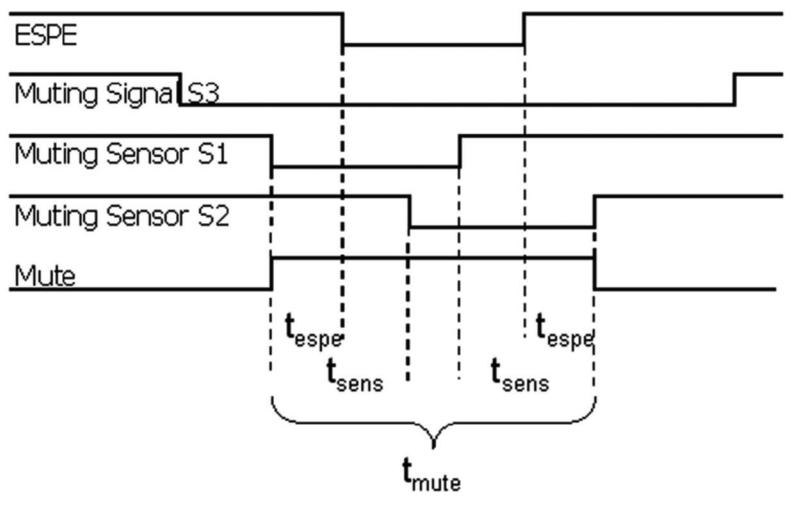 ESPE
Muting Signal S3
Muting Sensor S1
Muting Sensor S2
Mute
tespe tespe
tsens tsens
tmute